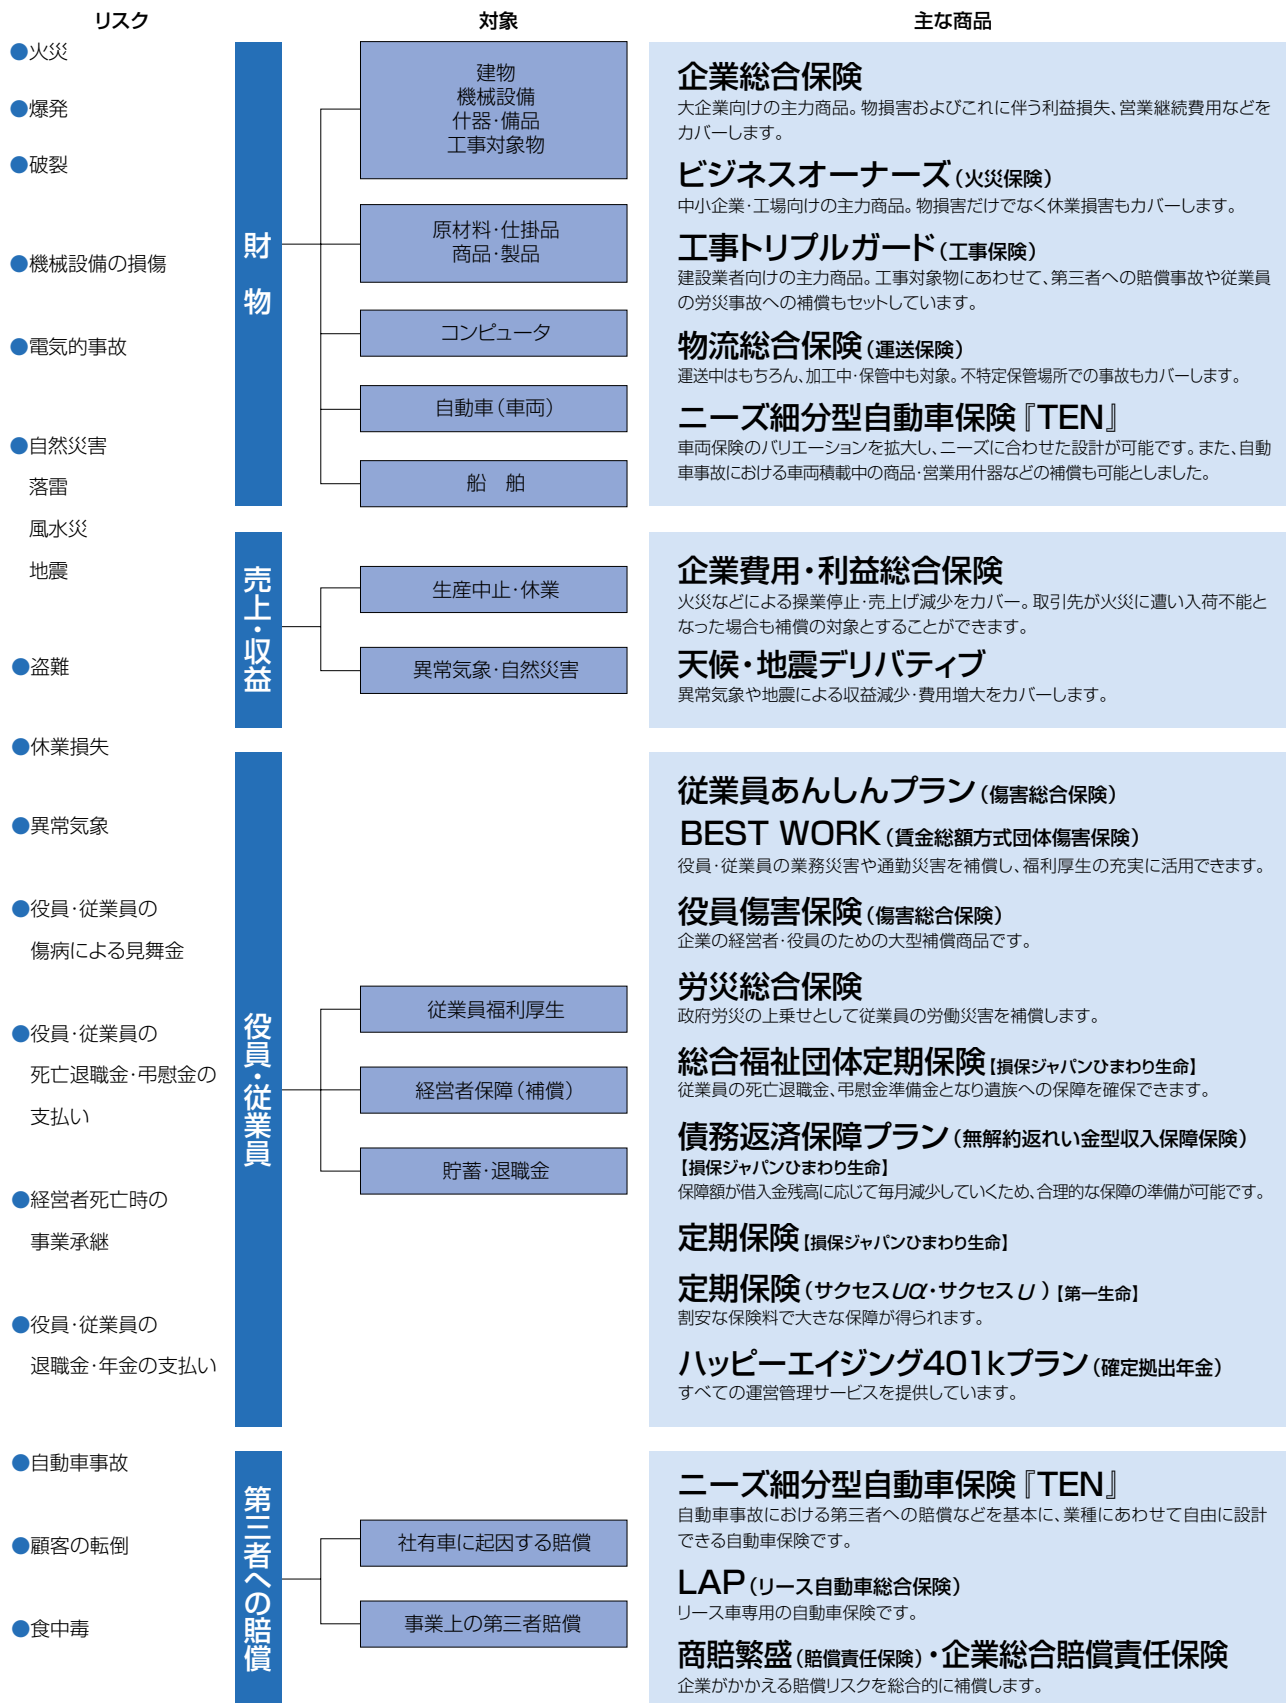 リスク
対象
主な商品
●火災
●爆発
●破裂
●機械設備の損傷
●電気的事故
●自然災害
落雷
風水災
地震
●盗難
●休業損失
●異常気象
●役員・従業員の
傷病による見舞金
●役員・従業員の
死亡退職金・弔慰金の
支払い
●経営者死亡時の
事業承継
●役員・従業員の
退職金・年金の支払い
●自動車事故
●顧客の転倒
●食中毒
財物
建物
機械設備
什器・備品
工事対象物
原材料・仕掛品
商品・製品
コンピュータ
自動車（車両）
船　舶
企業総合保険
大企業向けの主力商品。物損害およびこれに伴う利益損失、営業継続費用などを
カバーします。
ビジネスオーナーズ（火災保険）
中小企業・工場向けの主力商品。物損害だけでなく休業損害もカバーします。
工事トリプルガード（工事保険）
建設業者向けの主力商品。工事対象物にあわせて、第三者への賠償事故や従業員
の労災事故への補償もセットしています。
物流総合保険（運送保険）
運送中はもちろん、加工中・保管中も対象。不特定保管場所での事故もカバーします。
ニーズ細分型自動車保険『TEN』
車両保険のバリエーションを拡大し、ニーズに合わせた設計が可能です。また、自動
車事故における車両積載中の商品・営業用什器などの補償も可能としました。
売上・収益
生産中止・休業
異常気象・自然災害
企業費用・利益総合保険
火災などによる操業停止・売上げ減少をカバー。取引先が火災に遭い入荷不能と
なった場合も補償の対象とすることができます。
天候・地震デリバティブ
異常気象や地震による収益減少・費用増大をカバーします。
役員・従業員
従業員福利厚生
経営者保障（補償）
貯蓄・退職金
従業員あんしんプラン（傷害総合保険）
BEST WORK（賃金総額方式団体傷害保険）
役員・従業員の業務災害や通勤災害を補償し、福利厚生の充実に活用できます。
役員傷害保険（傷害総合保険）
企業の経営者・役員のための大型補償商品です。
労災総合保険
政府労災の上乗せとして従業員の労働災害を補償します。
総合福祉団体定期保険【損保ジャパンひまわり生命】
従業員の死亡退職金、弔慰金準備金となり遺族への保障を確保できます。
債務返済保障プラン（無解約返れい金型収入保障保険）
【損保ジャパンひまわり生命】
保障額が借入金残高に応じて毎月減少していくため、合理的な保障の準備が可能です。
定期保険【損保ジャパンひまわり生命】
定期保険（サクセスUα・サクセスU）【第一生命】
割安な保険料で大きな保障が得られます。
ハッピーエイジング401kプラン（確定拠出年金）
すべての運営管理サービスを提供しています。
第三者への賠償
社有車に起因する賠償
事業上の第三者賠償
ニーズ細分型自動車保険『TEN』
自動車事故における第三者への賠償などを基本に、業種にあわせて自由に設計
できる自動車保険です。
LAP（リース自動車総合保険）
リース車専用の自動車保険です。
商賠繁盛（賠償責任保険）・企業総合賠償責任保険
企業がかかえる賠償リスクを総合的に補償します。